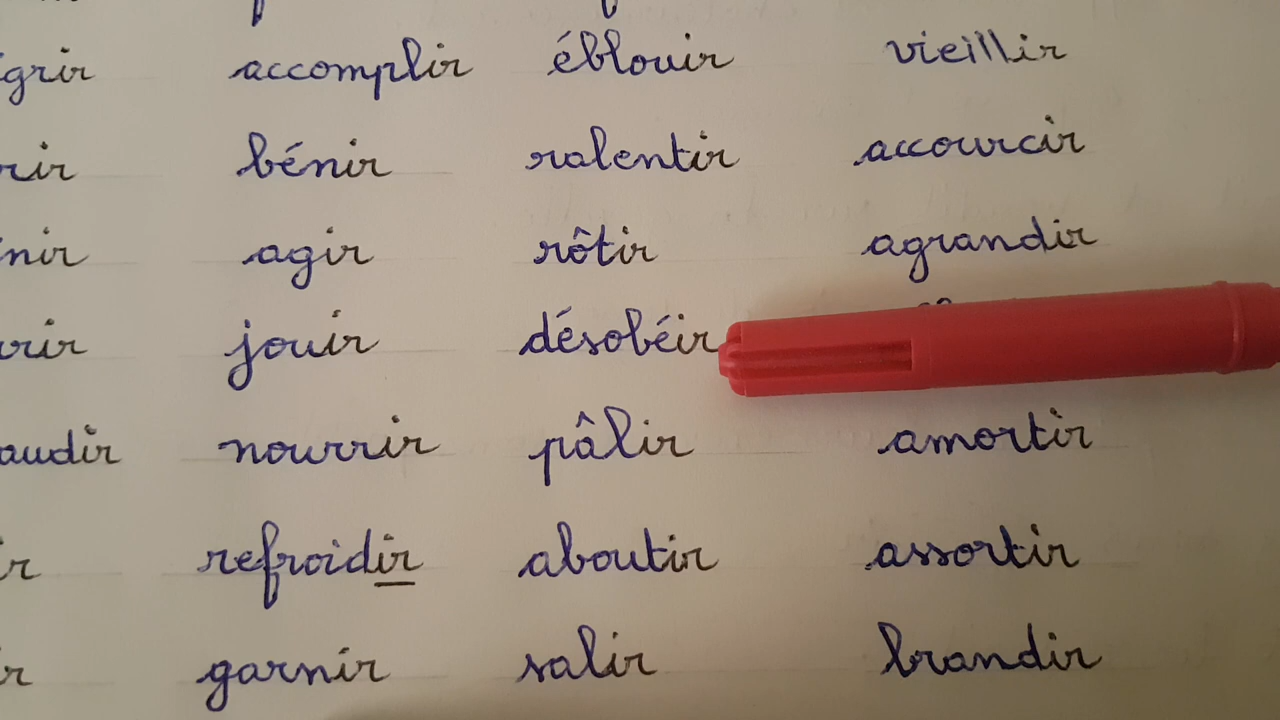 accomplir éblouir vieillir
bénir ralentir accourcir
agir rôtir agrandir
jouir désobéir
nourrir pâlir amortir
refroidir aboutir assortir
garnir salir brandir